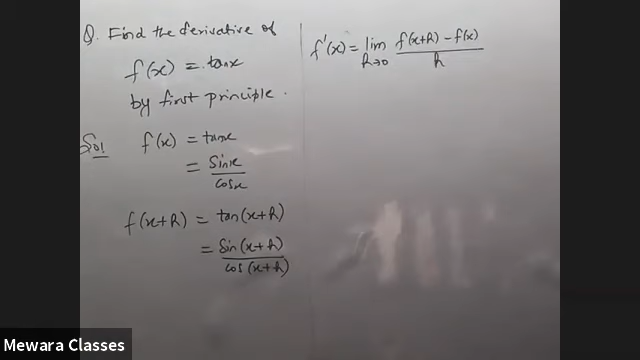 Q. Find the derivative of
f(x) = tanx
by first principle.
Sol f(x) = tanx
= sinx/cosx
f(x+h) = tan(x+h)
= sin(x+h)/cos(x+h)
f'(x) = lim h→0 f(x+h) - f(x)/h
Mewara Classes